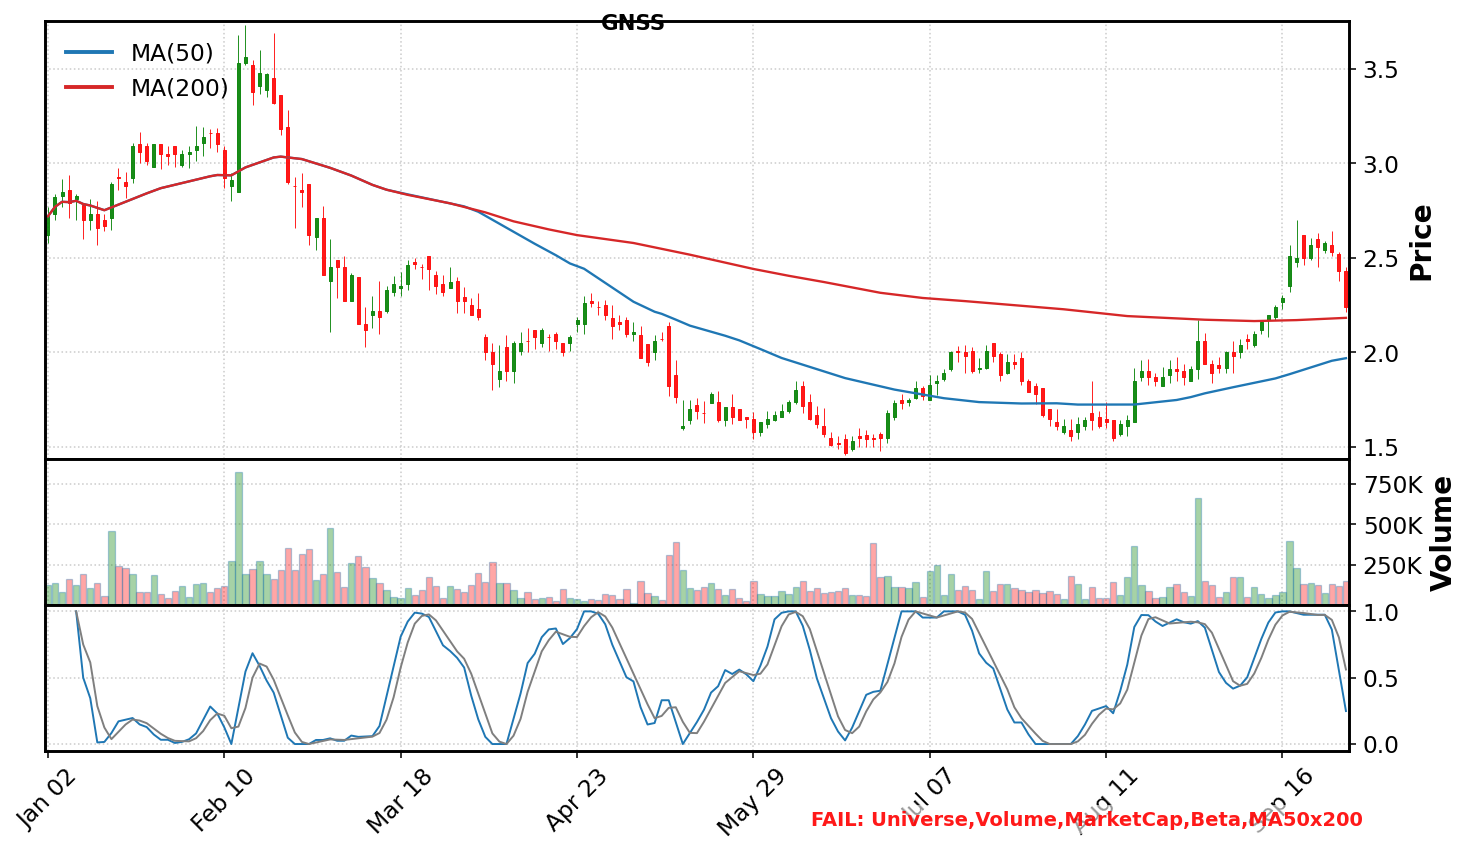 GNSS
MA(50)
MA(200)
3.5
3.0
2.5
2.0
1.5
Price
750K
500K
250K
Volume
1.0
0.5
0.0
Jan 02
Feb 10
Mar 18
Apr 23
May 29
Jul 07
Aug 11
Sep 16
FAIL: Universe,Volume,MarketCap,Beta,MA50x200